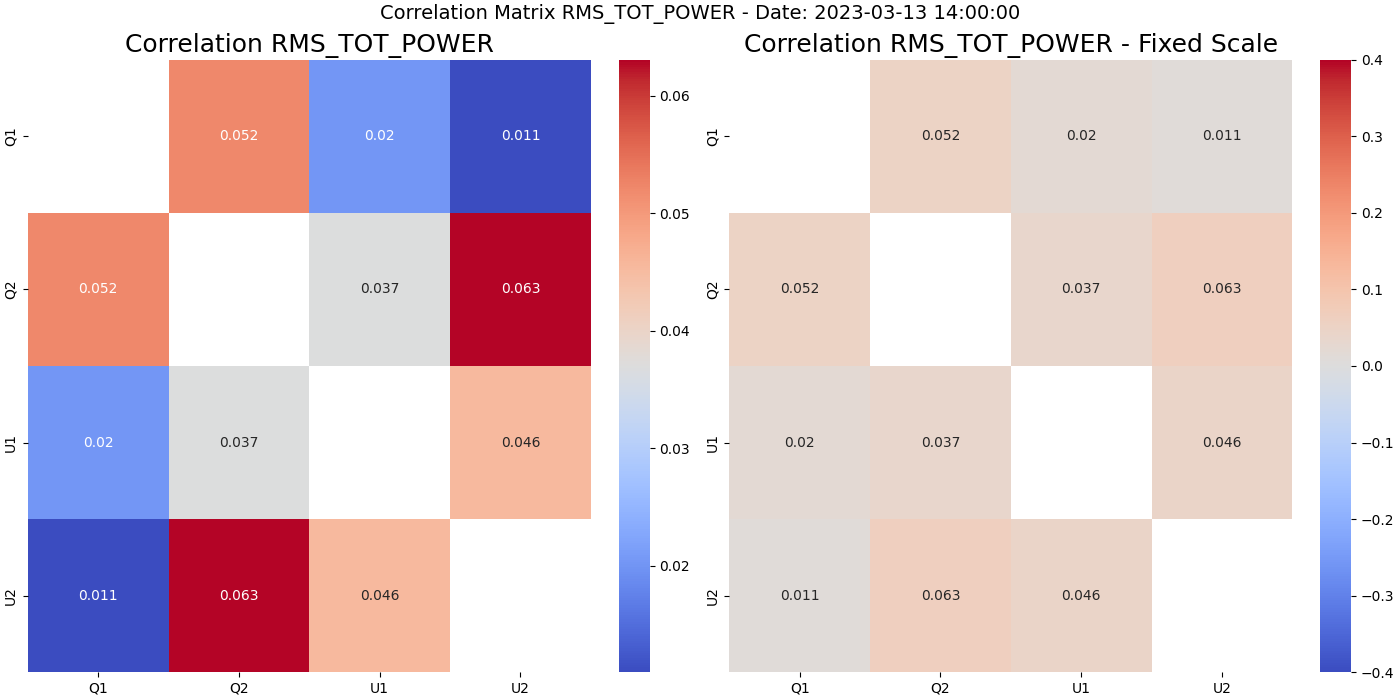 Correlation Matrix RMS_TOT_POWER - Date: 2023-03-13 14:00:00
Correlation RMS_TOT_POWER
Q1
0.052
0.02
0.011
Q2
0.052
0.037
0.063
U1
0.02
0.037
0.046
U2
0.011
0.063
0.046
Q1
Q2
U1
U2
0.06
0.05
0.04
0.03
0.02
Correlation RMS_TOT_POWER - Fixed Scale
Q1
0.052
0.02
0.011
Q2
0.052
0.037
0.063
U1
0.02
0.037
0.046
U2
0.011
0.063
0.046
Q1
Q2
U1
U2
0.4
0.3
0.2
0.1
0.0
−0.1
−0.2
−0.3
−0.4